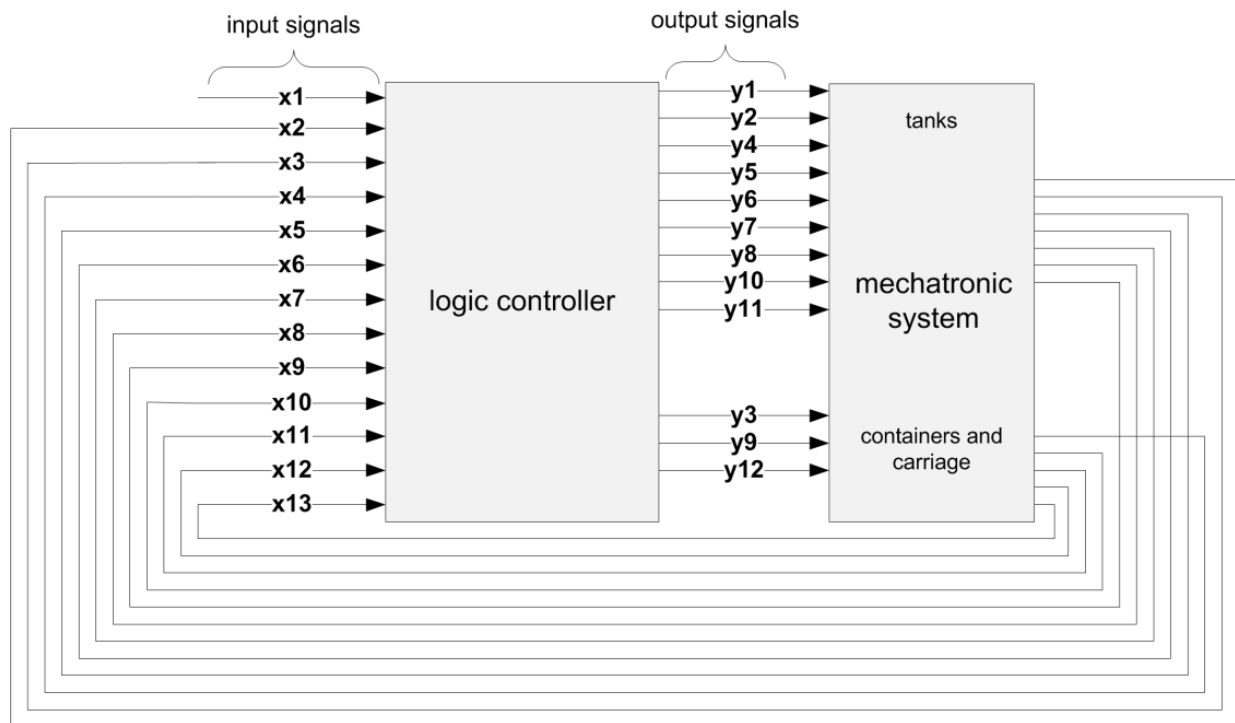 input signals
output signals
x1
x2
x3
x4
x5
x6
x7
x8
x9
x10
x11
x12
x13
logic controller
y1
y2
y4
y5
y6
y7
y8
y10
y11
y3
y9
y12
tanks
mechatronic
system
containers and
carriage